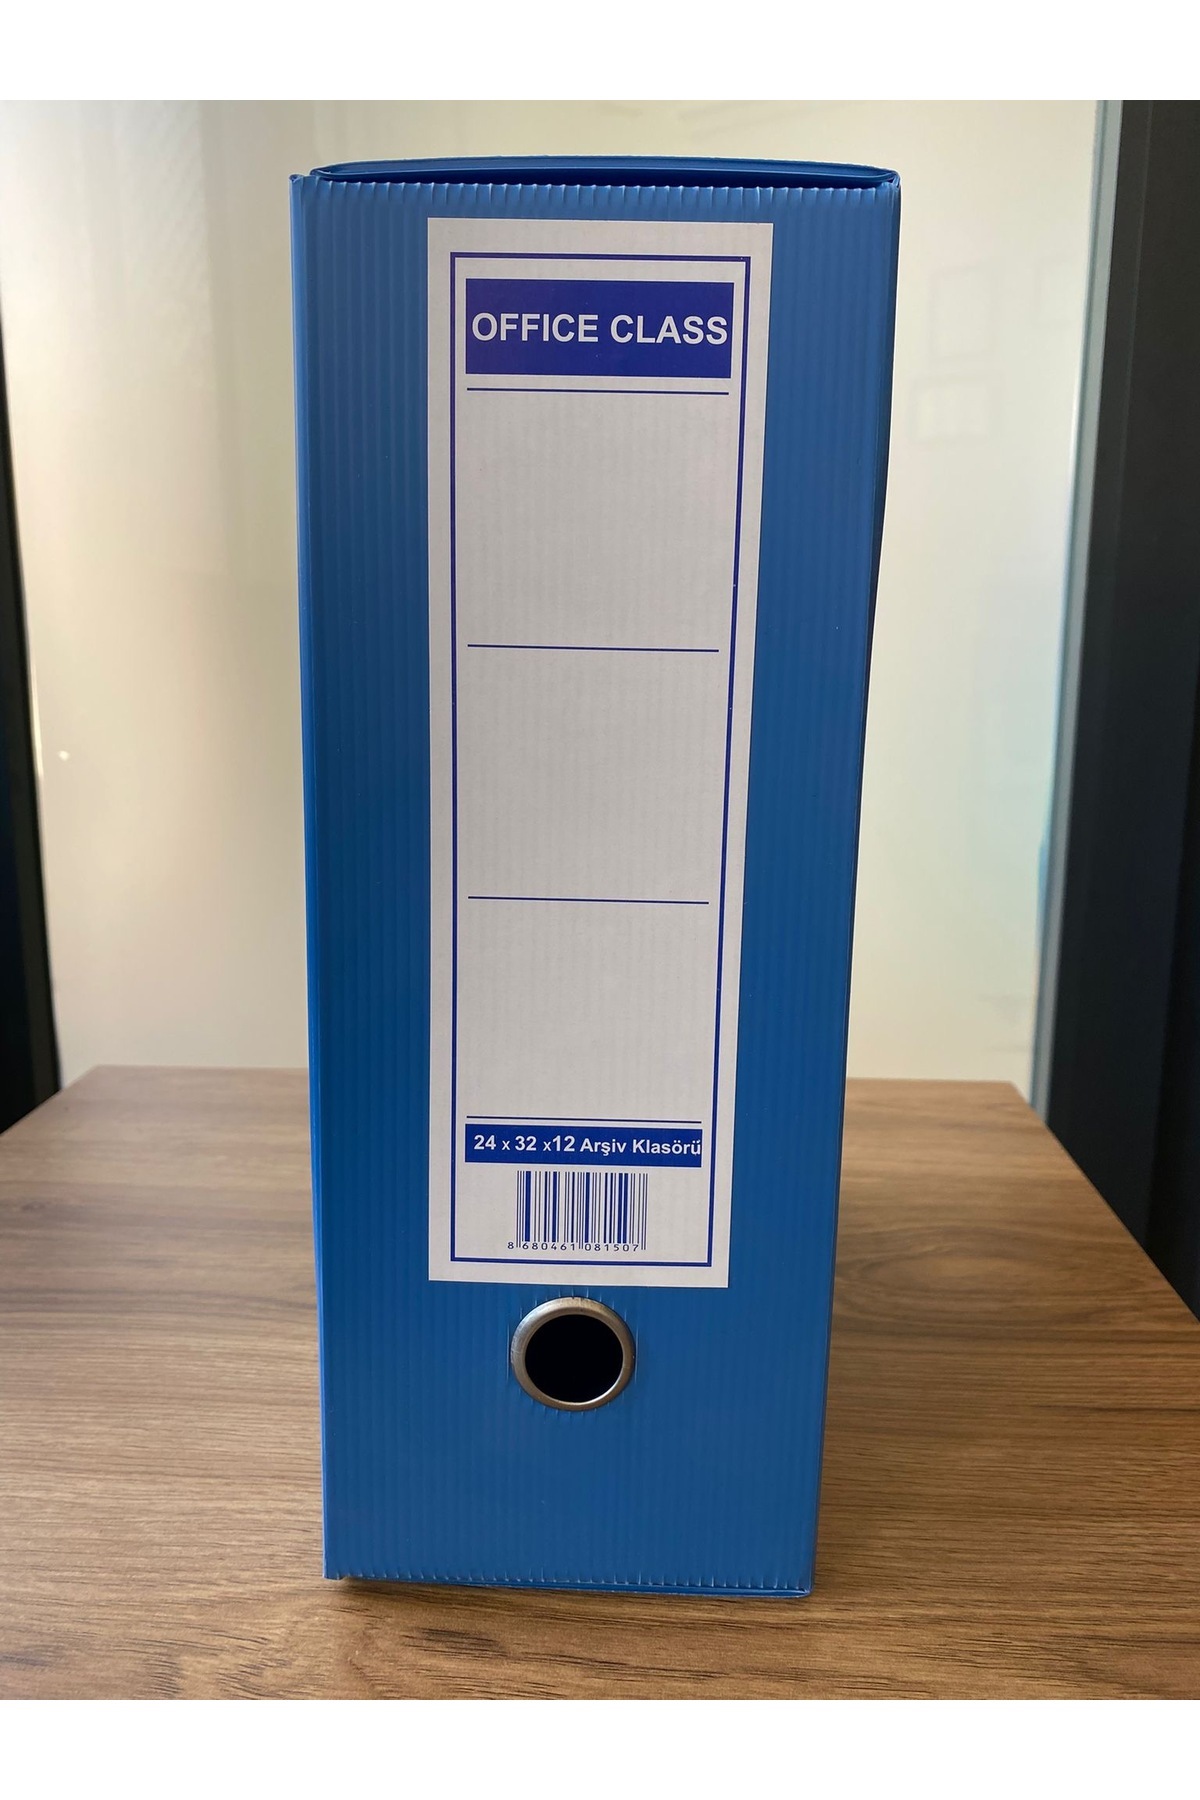 OFFICE CLASS
24 x 32 x12 Arşiv Klasörü
8 680461 081507